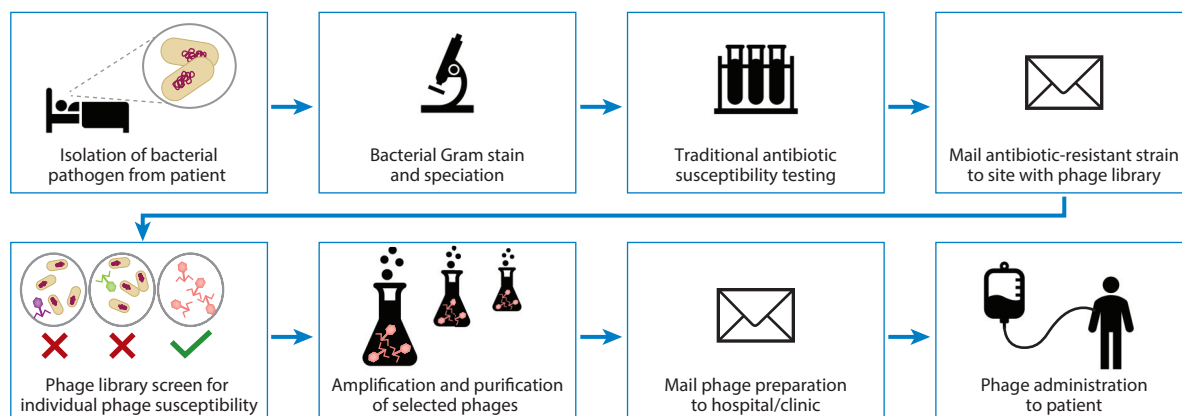 Isolation of bacterial
pathogen from patient
Bacterial Gram stain
and speciation
Traditional antibiotic
susceptibility testing
Mail antibiotic-resistant strain
to site with phage library
Phage library screen for
individual phage susceptibility
Amplification and purification
of selected phages
Mail phage preparation
to hospital/clinic
Phage administration
to patient